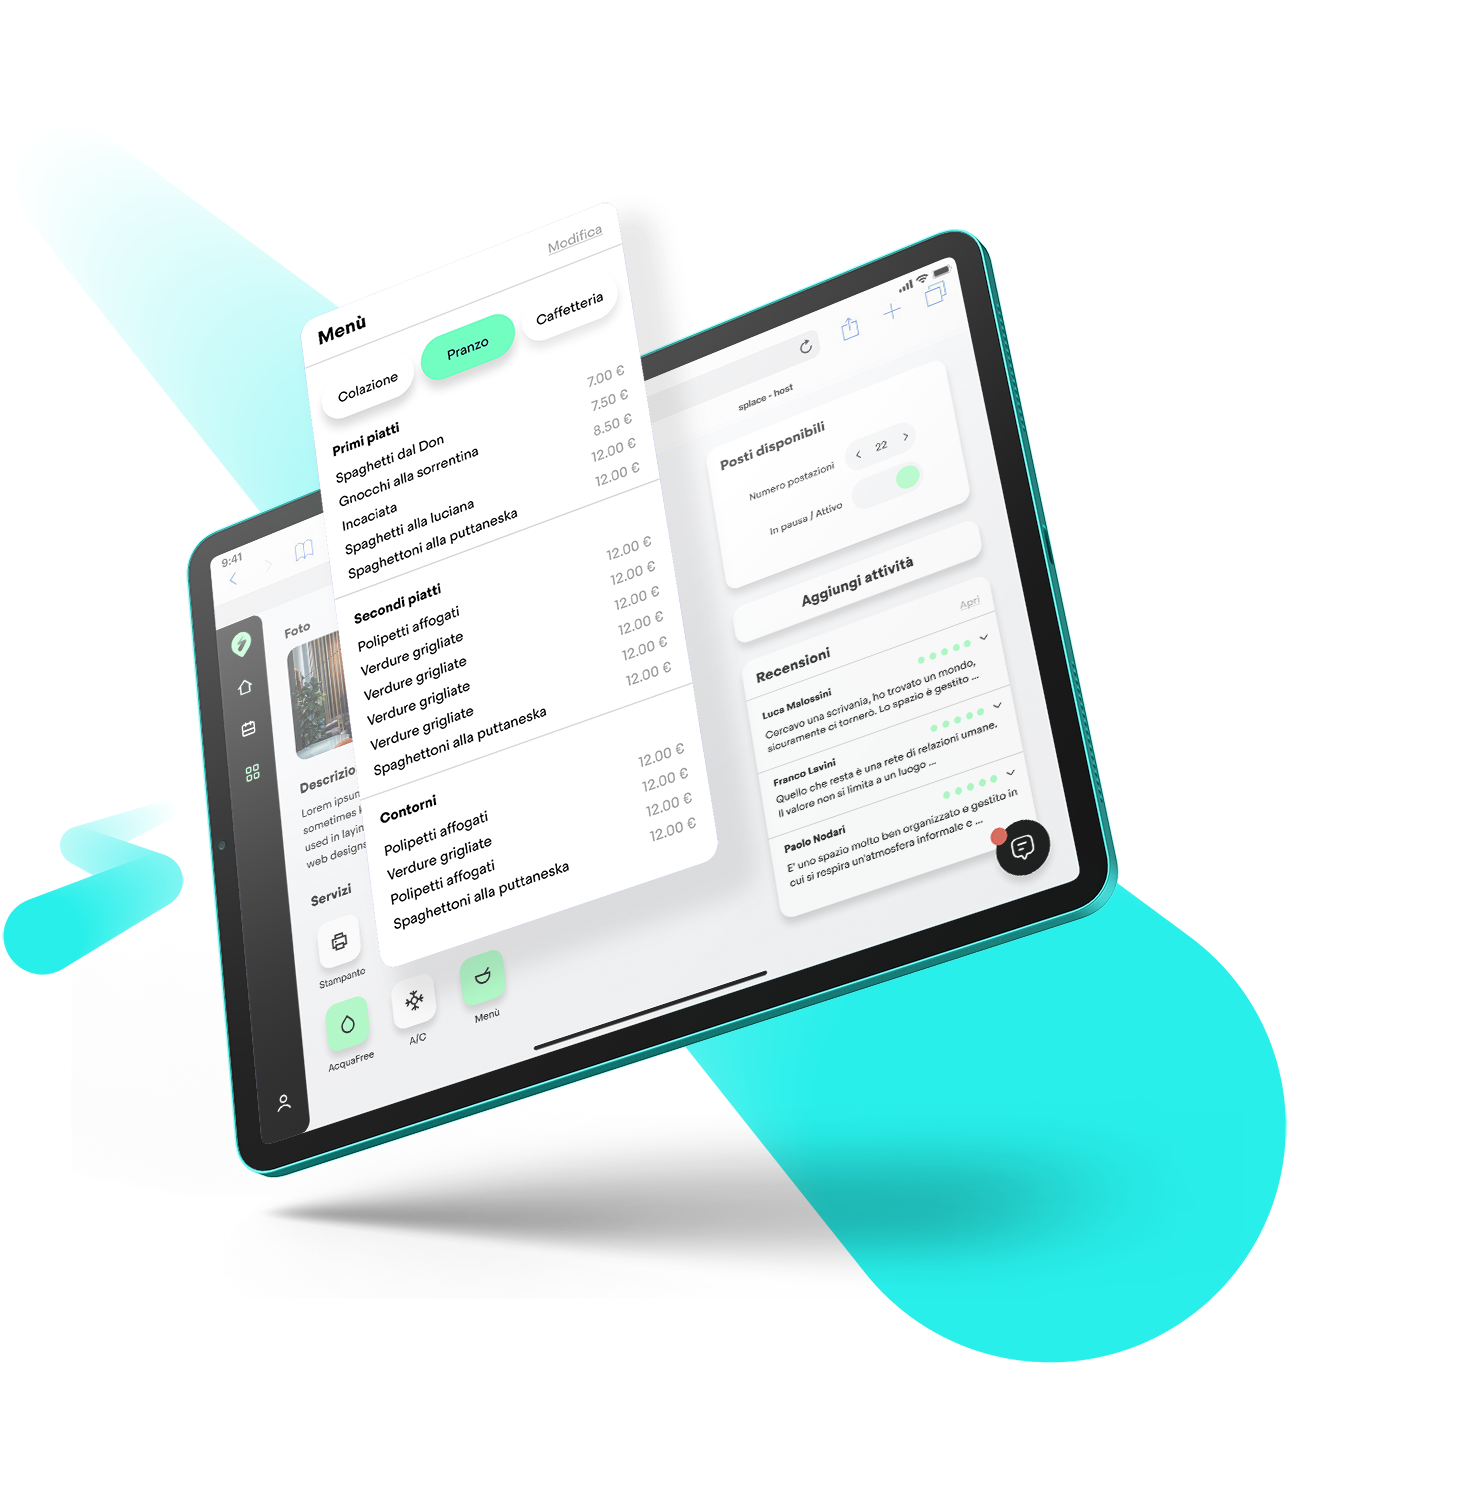 Modifica
Menù
Colazione
Pranzo
Caffetteria
Primi piatti
Spaghetti dal Don 7.00 €
Gnocchi alla sorrentina 7.50 €
Incaciata 8.50 €
Spaghetti alla luciana 12.00 €
Spaghettoni alla puttaneska 12.00 €
Secondi piatti
Polipetti affogati 12.00 €
Verdure grigliate 12.00 €
Verdure grigliate 12.00 €
Verdure grigliate 12.00 €
Verdure grigliate 12.00 €
Spaghettoni alla puttaneska 12.00 €
Contorni
Polipetti affogati 12.00 €
Verdure grigliate 12.00 €
Polipetti affogati 12.00 €
Spaghettoni alla puttaneska 12.00 €
9:41
splace - host
Foto
Descrizio
Lorem ipsum
sometimes
used in layin
web designs
Servizi
Stampante
AcquaFree
A/C
Menù
Posti disponibili
Numero postazioni
22
In pausa / Attivo
Aggiungi attività
Apri
Recensioni
Luca Malossini
Cercavo una scrivania, ho trovato un mondo,
sicuramente ci tornerò. Lo spazio è gestito ...
Franco Lavini
Quello che resta è una rete di relazioni umane,
Il valore non si limita a un luogo ...
Paolo Nodari
E' uno spazio molto ben organizzato e gestito in
cui si respira un'atmosfera informale e ...